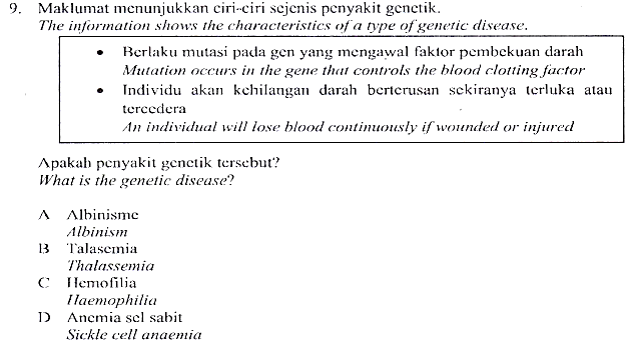 9. Maklumat menunjukkan ciri-ciri sejenis penyakit genetik.
The information shows the characteristics of a type of genetic disease.
• Berlaku mutasi pada gen yang mengawal faktor pembekuan darah
Mutation occurs in the gene that controls the blood clotting factor
• Individu akan kehilangan darah berterusan sekiranya terluka atau
tercedera
An individual will lose blood continuously if wounded or injured
Apakah penyakit genetik tersebut?
What is the genetic disease?
A Albinisme
Albinism
B Talasemia
Thalassemia
C Hemofilia
Haemophilia
D Anemia sel sabit
Sickle cell anaemia